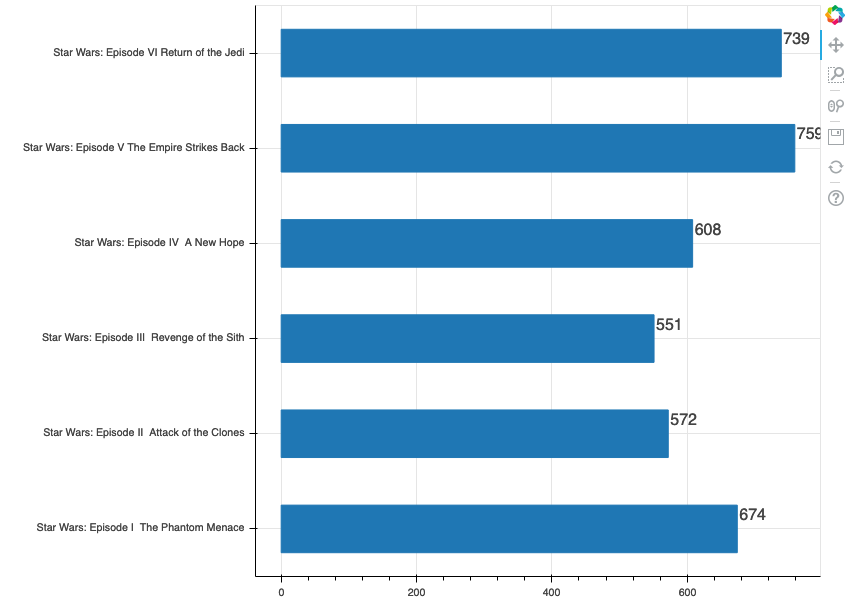 Star Wars: Episode VI Return of the Jedi 739
Star Wars: Episode V The Empire Strikes Back 759
Star Wars: Episode IV  A New Hope 608
Star Wars: Episode III  Revenge of the Sith 551
Star Wars: Episode II  Attack of the Clones 572
Star Wars: Episode I  The Phantom Menace 674
0 200 400 600